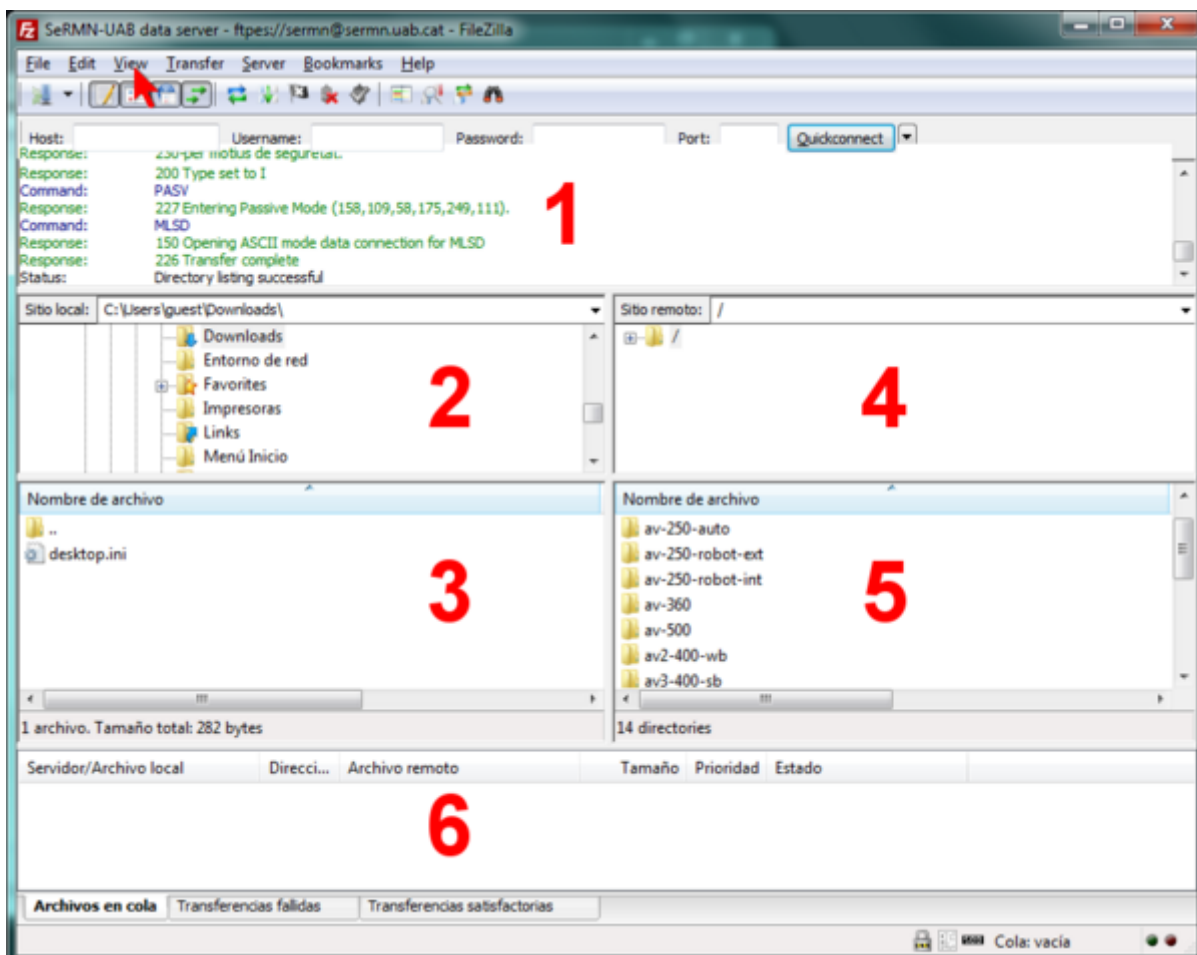 SeRMN-UAB data server - ftpes://sermn@sermn.uab.cat - FileZilla
File Edit View Transfer Server Bookmarks Help
Host: Username: Password: Port: Quickconnect
Response: 230-per motius de seguretat.
Response: 200 Type set to I
Command: PASV
Response: 227 Entering Passive Mode (158,109,58,175,249,111).
Command: MLSD
Response: 150 Opening ASCII mode data connection for MLSD
Response: 226 Transfer complete
Status: Directory listing successful
1
Sitio local: C:\Users\guest\Downloads\
Downloads
Entorno de red
Favorites
Impresoras
Links
Menú Inicio
2
Sitio remoto: /
/
4
Nombre de archivo
..
desktop.ini
3
1 archivo. Tamaño total: 282 bytes
Nombre de archivo
av-250-auto
av-250-robot-ext
av-250-robot-int
av-360
av-500
av2-400-wb
av3-400-sb
5
14 directories
Servidor/Archivo local Direcci... Archivo remoto Tamaño Prioridad Estado
6
Archivos en cola Transferencias fallidas Transferencias satisfactorias
Cola: vacía